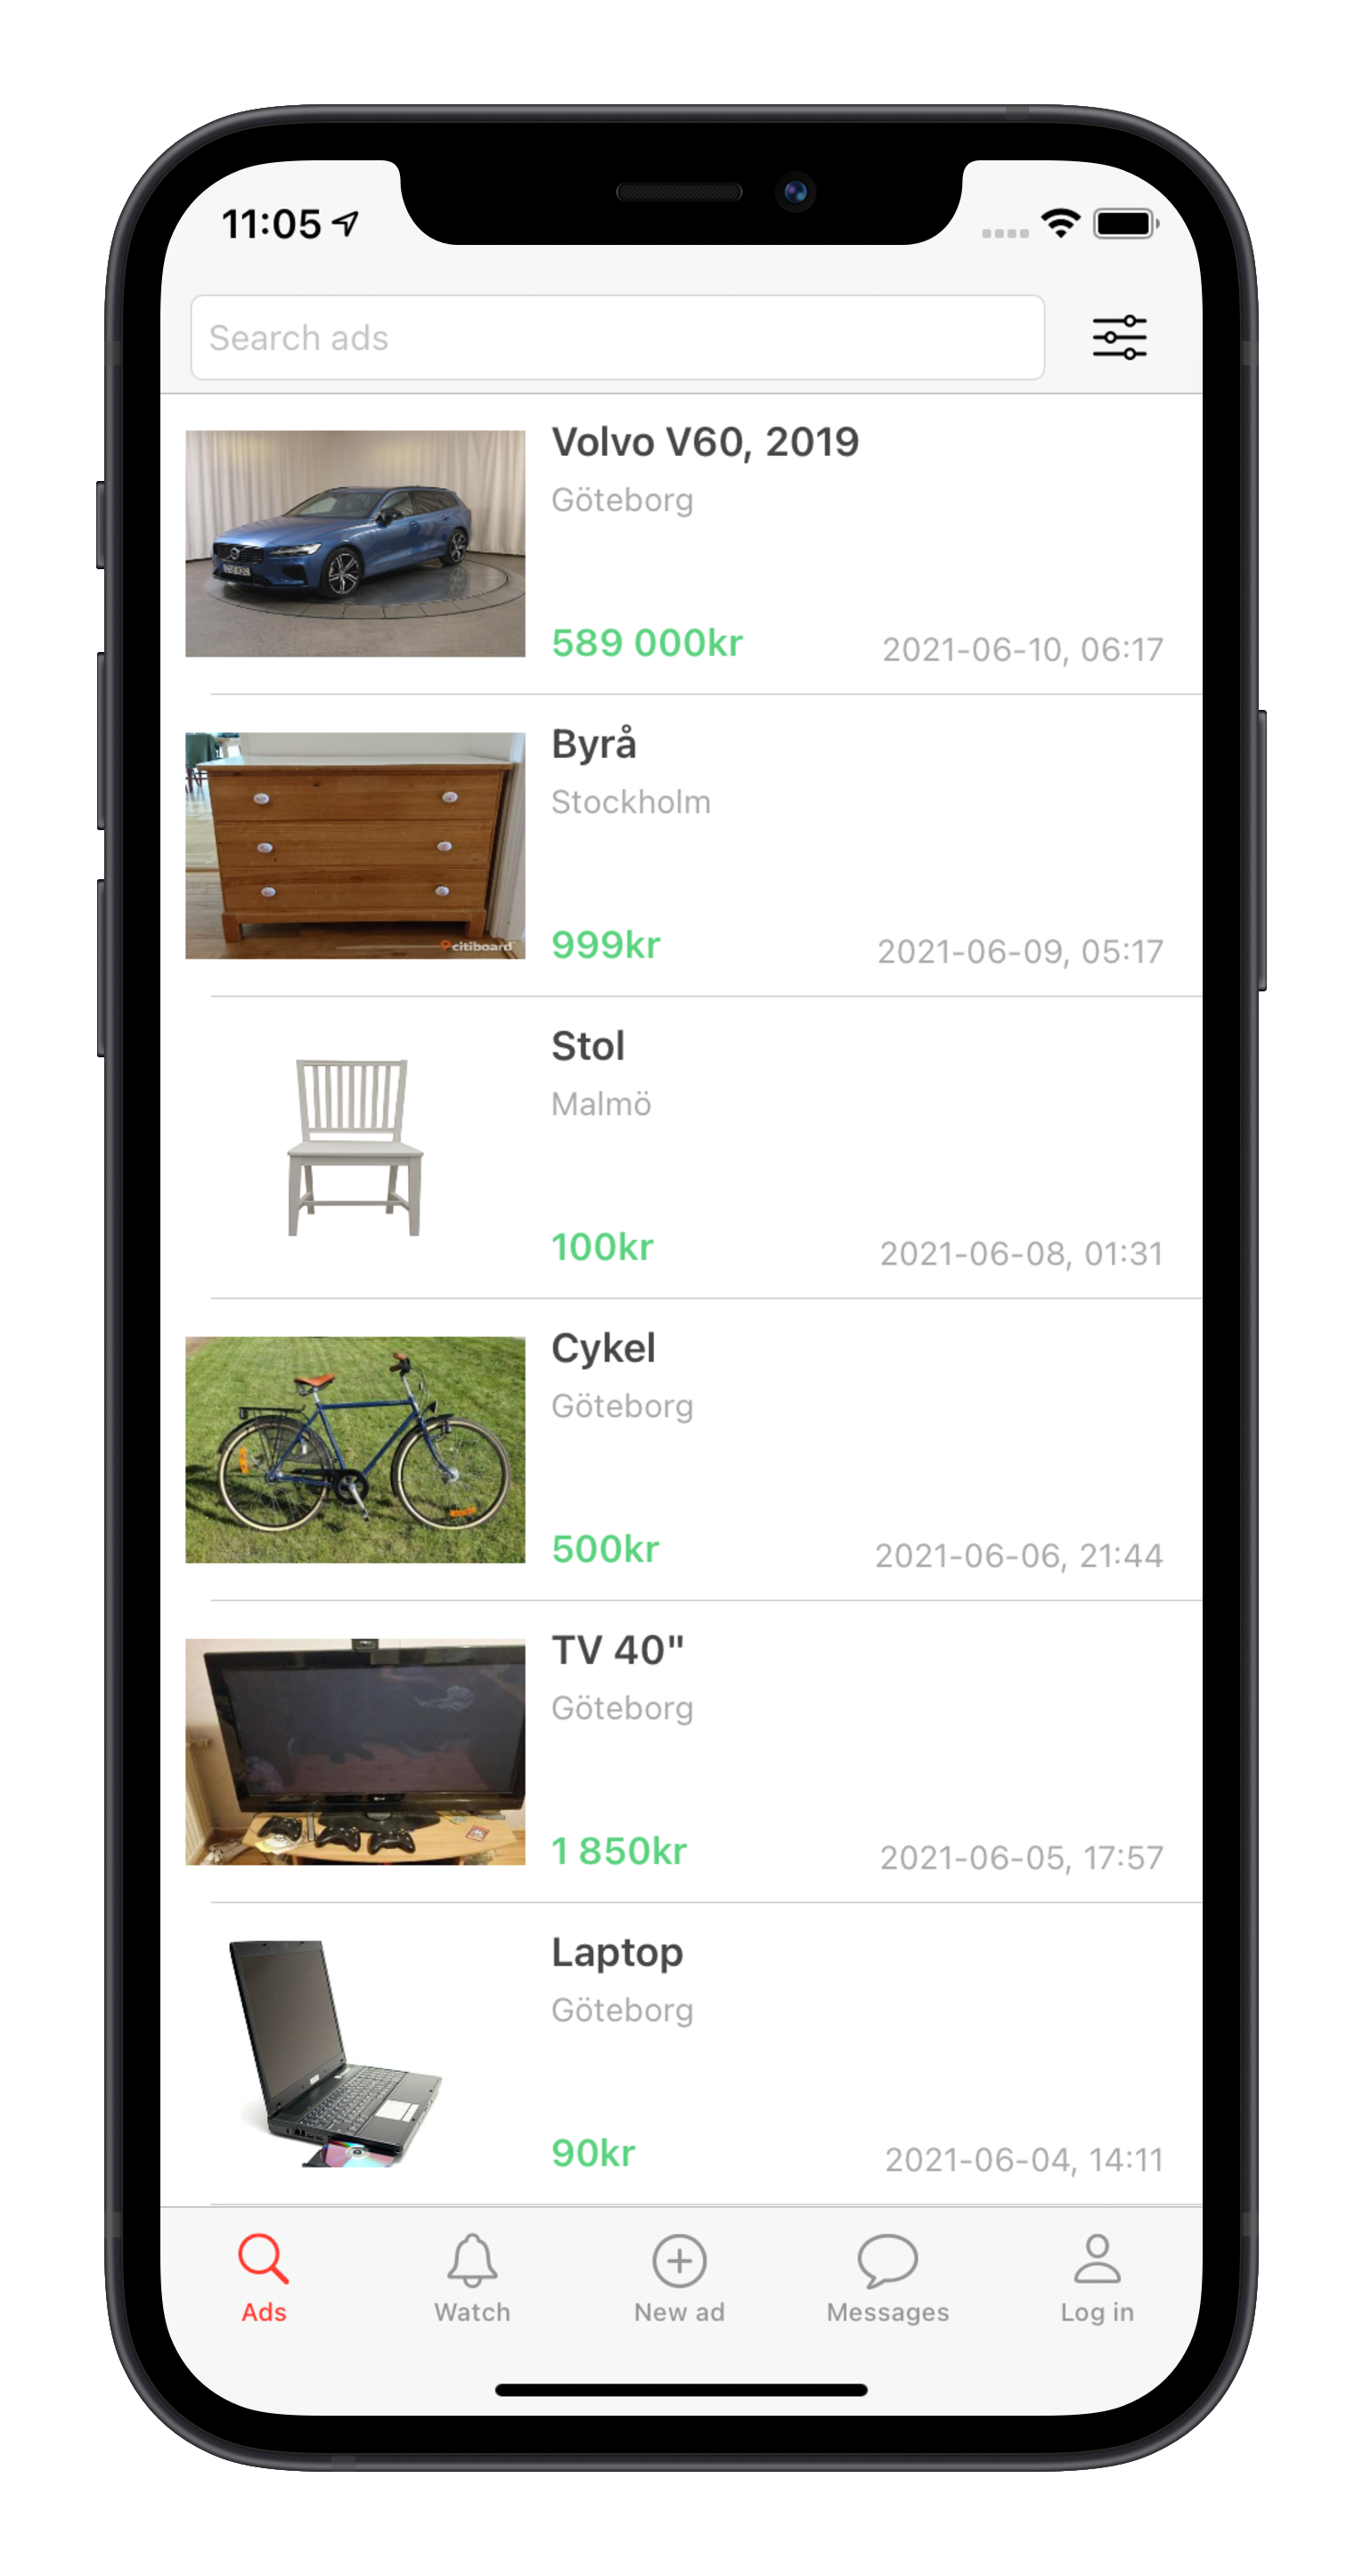 11:05
Search ads
Volvo V60, 2019
Göteborg
589 000kr
2021-06-10, 06:17
Byrå
Stockholm
citiboard
999kr
2021-06-09, 05:17
Stol
Malmö
100kr
2021-06-08, 01:31
Cykel
Göteborg
500kr
2021-06-06, 21:44
TV 40"
Göteborg
1 850kr
2021-06-05, 17:57
Laptop
Göteborg
90kr
2021-06-04, 14:11
Ads
Watch
New ad
Messages
Log in